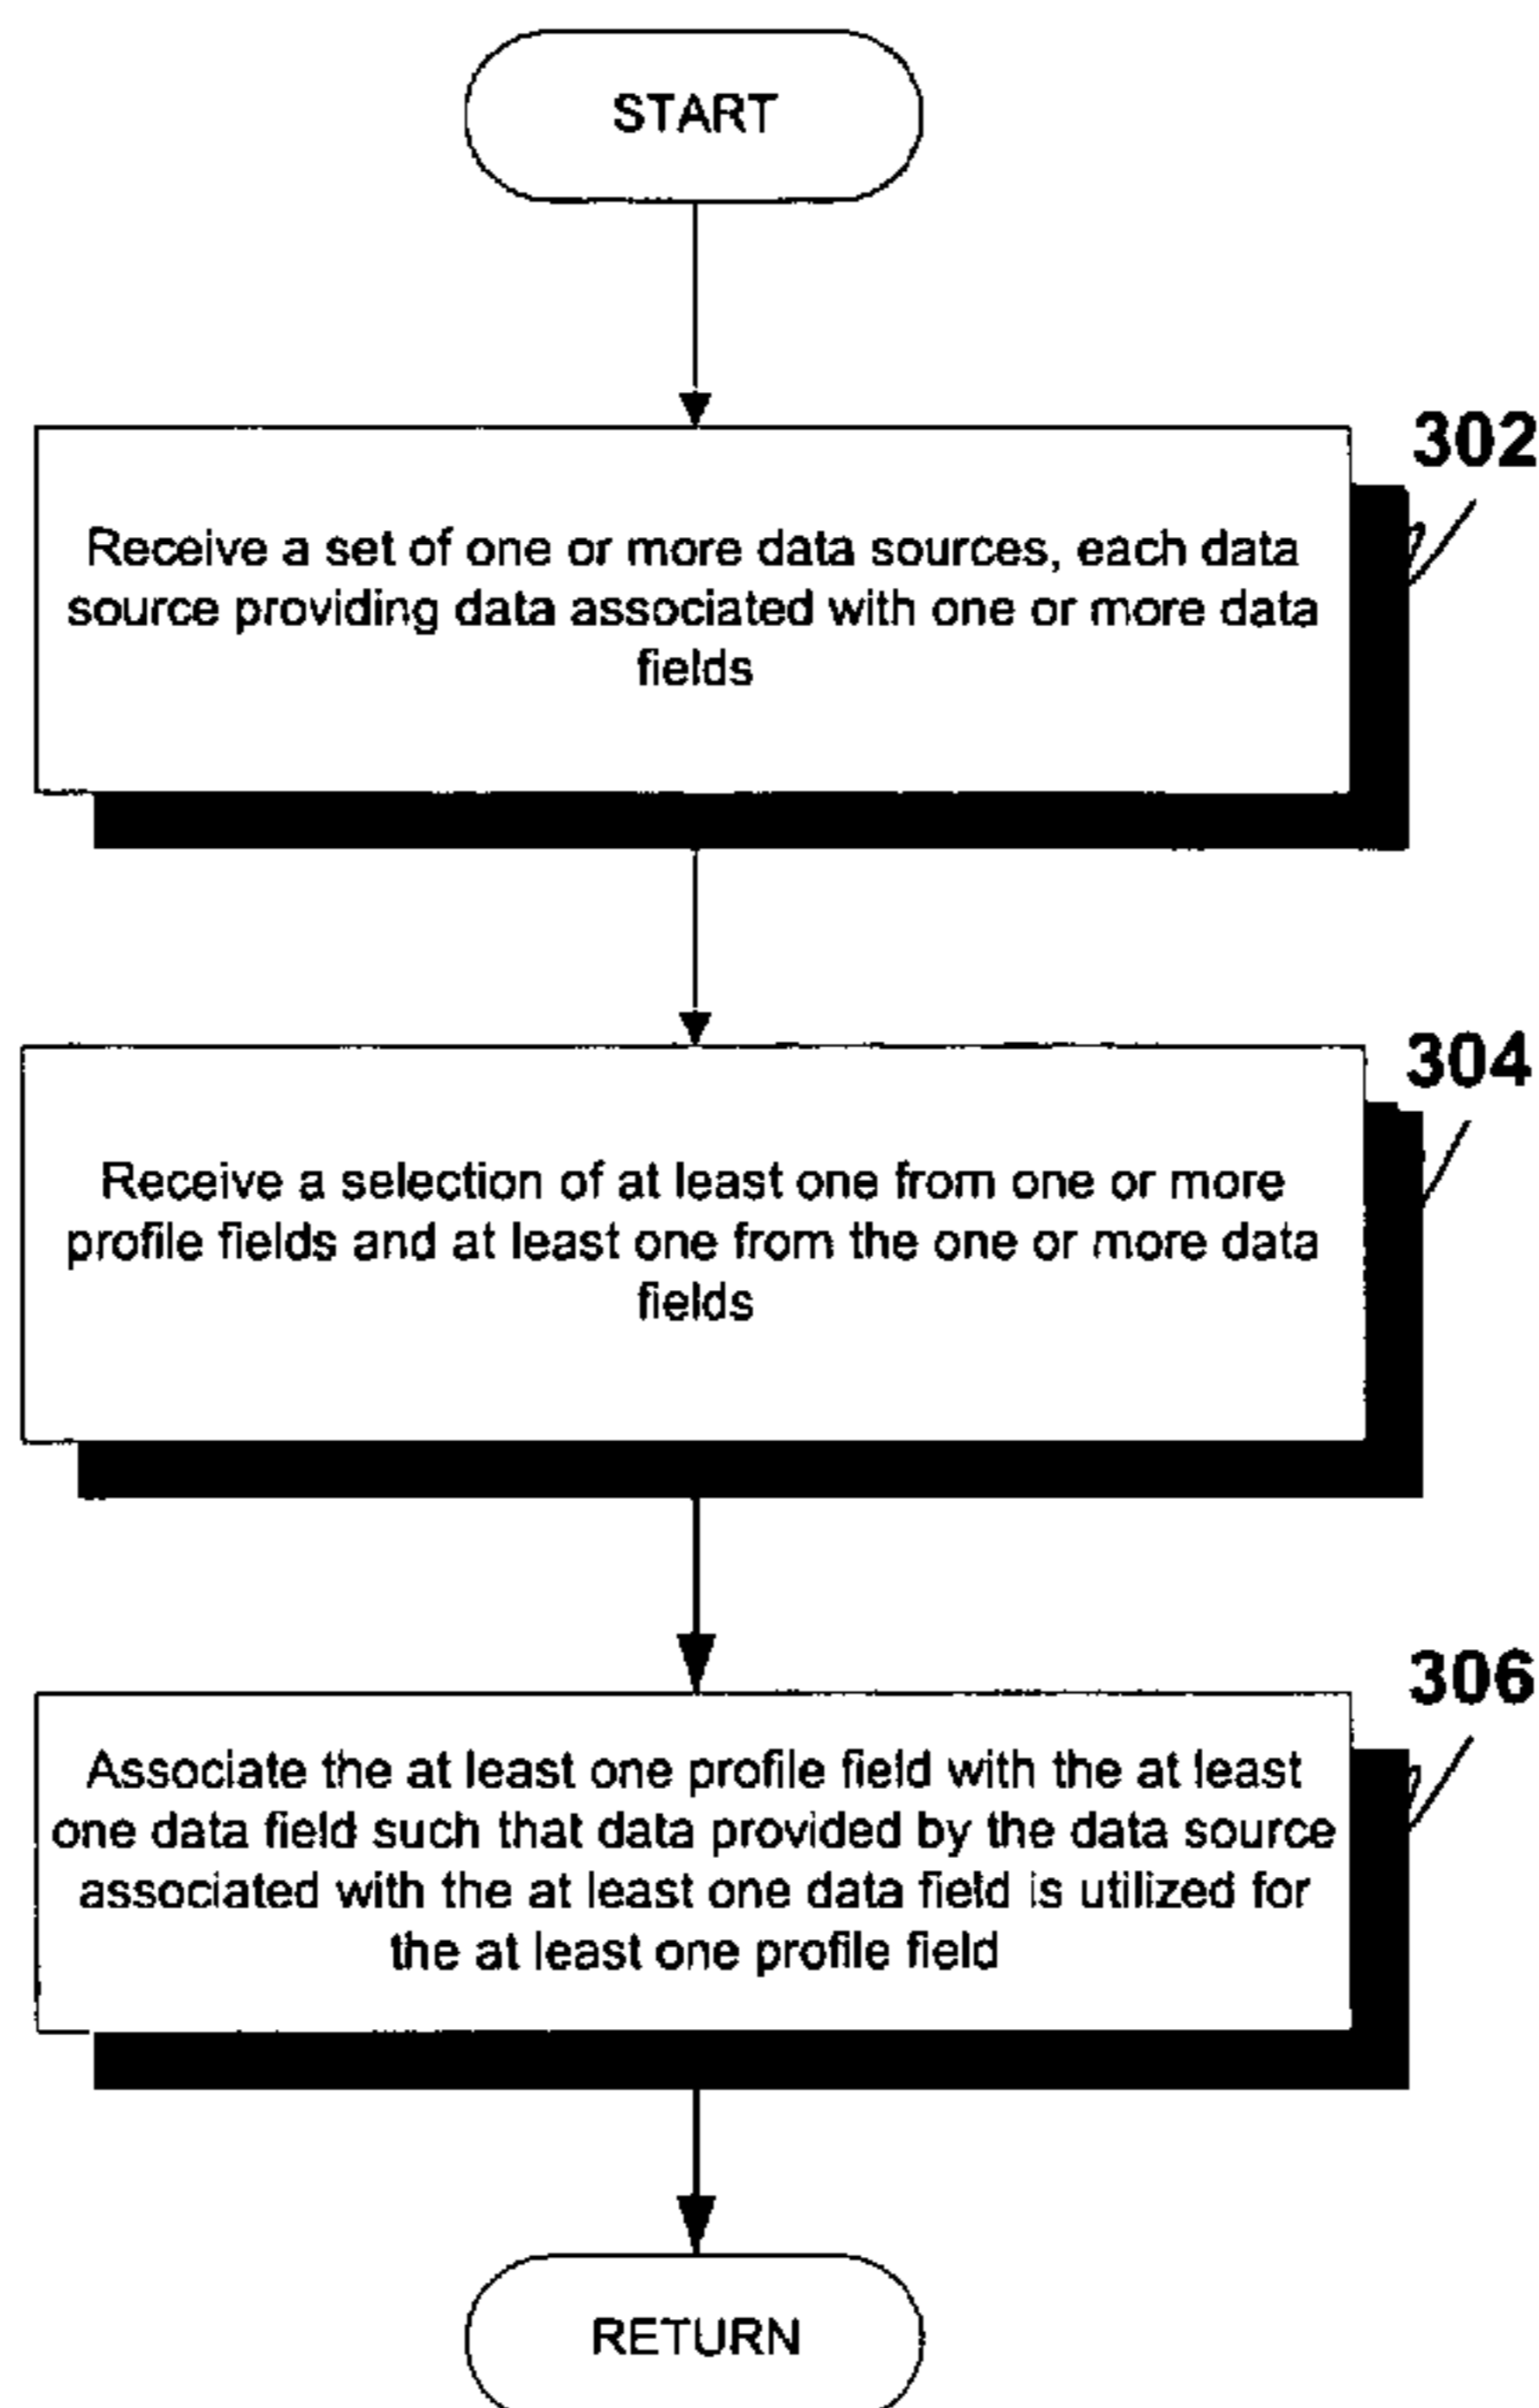 START
302
Receive a set of one or more data sources, each data
source providing data associated with one or more data
fields
304
Receive a selection of at least one from one or more
profile fields and at least one from the one or more data
fields
306
Associate the at least one profile field with the at least
one data field such that data provided by the data source
associated with the at least one data field is utilized for
the at least one profile field
RETURN